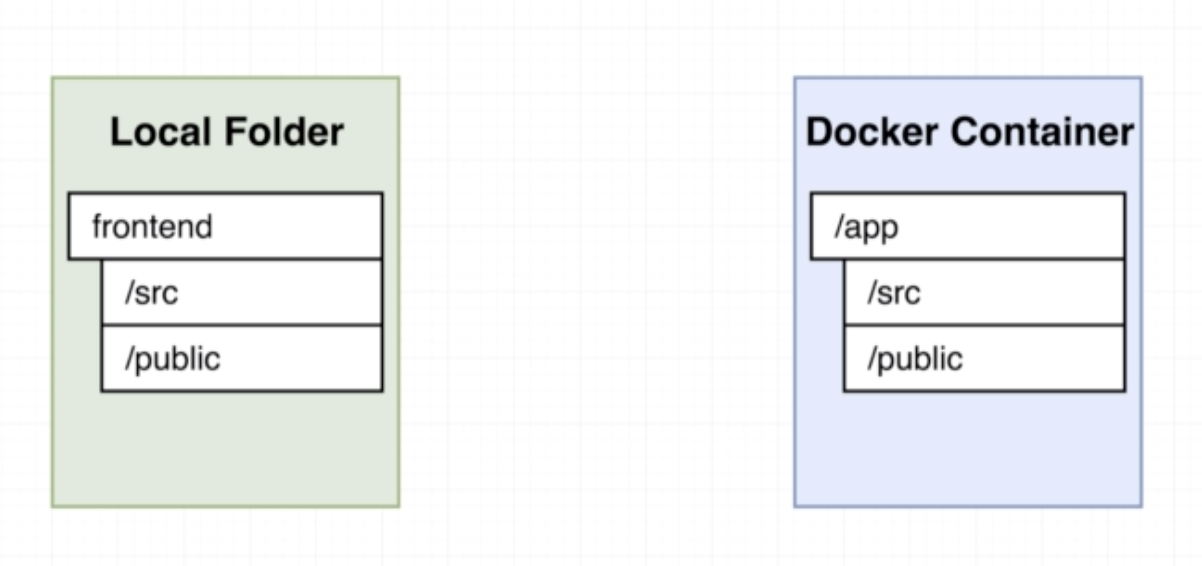 Local Folder
frontend
/src
/public
Docker Container
/app
/src
/public